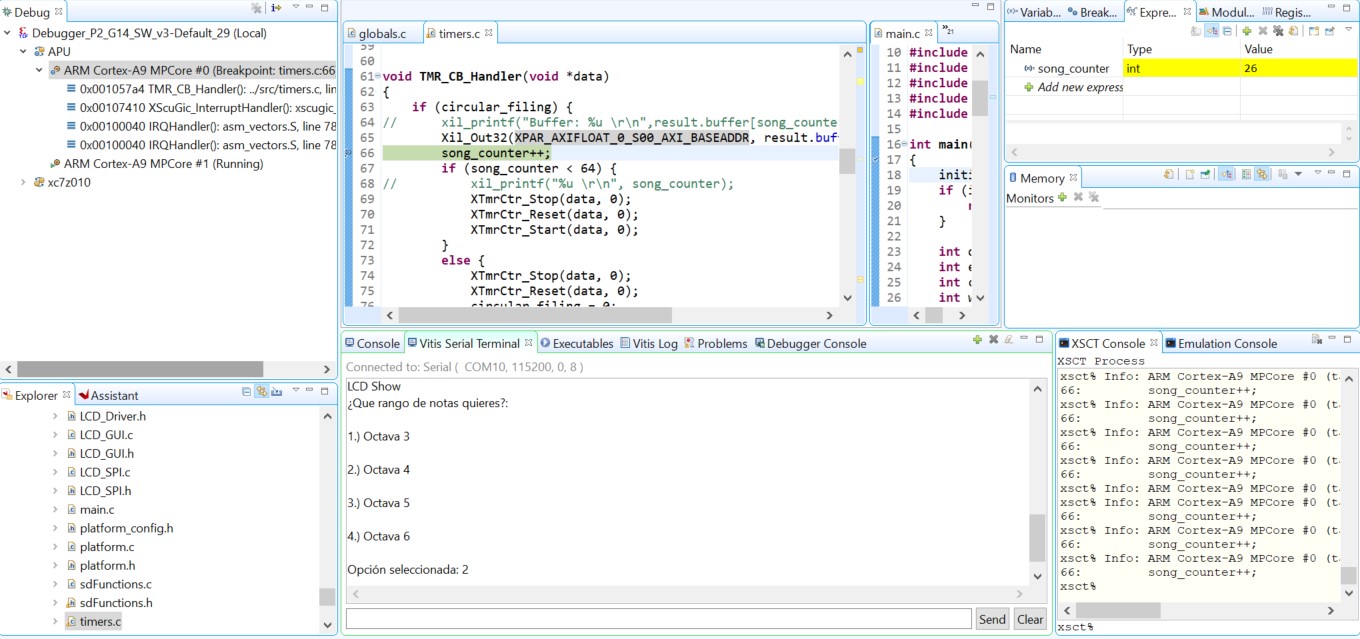 Debug
Debugger_P2_G14_SW_v3-Default_29 (Local)
APU
ARM Cortex-A9 MPCore #0 (Breakpoint: timers.c:66
0x001057a4 TMR_CB_Handler(): ../src/timers.c, lin
0x00107410 XScuGic_InterruptHandler(): xscugic_
0x00100040 IRQHandler(): asm_vectors.S, line 78
0x00100040 IRQHandler(): asm_vectors.S, line 78
ARM Cortex-A9 MPCore #1 (Running)
xc7z010
globals.c
timers.c
59
60
61 void TMR_CB_Handler(void *data)
62 {
63 if (circular_filing) {
64 // xil_printf("Buffer: %u \r\n",result.buffer[song_counte
65 Xil_Out32(XPAR_AXIFLOAT_0_S00_AXI_BASEADDR, result.buf
66 song_counter++;
67 if (song_counter < 64) {
68 // xil_printf("%u \r\n", song_counter);
69 XTmrCtr_Stop(data, 0);
70 XTmrCtr_Reset(data, 0);
71 XTmrCtr_Start(data, 0);
72 }
73 else {
74 XTmrCtr_Stop(data, 0);
75 XTmrCtr_Reset(data, 0);
76 circular_filing = 0;
main.c
21
10 #include
11 #include
12 #include
13 #include
14 #include
15
16 int main(
17 {
18 initi
19 if (i
20 r
21 }
22
23 int c
24 int e
25 int c
26 int w
Variab...
Break...
Expre...
Modul...
Regis...
Name Type Value
song_counter int 26
Add new express
Memory
Monitors
Explorer
Assistant
LCD_Driver.h
LCD_GUI.c
LCD_GUI.h
LCD_SPI.c
LCD_SPI.h
main.c
platform_config.h
platform.c
platform.h
sdFunctions.c
sdFunctions.h
timers.c
Console
Vitis Serial Terminal
Executables
Vitis Log
Problems
Debugger Console
Connected to: Serial ( COM10, 115200, 0, 8 )
LCD Show
¿Que rango de notas quieres?:
1.) Octava 3
2.) Octava 4
3.) Octava 5
4.) Octava 6
Opción seleccionada: 2
Send
Clear
XSCT Console
Emulation Console
XSCT Process
xsct% Info: ARM Cortex-A9 MPCore #0 (ta
66: song_counter++;
xsct% Info: ARM Cortex-A9 MPCore #0 (ta
66: song_counter++;
xsct% Info: ARM Cortex-A9 MPCore #0 (ta
66: song_counter++;
xsct% Info: ARM Cortex-A9 MPCore #0 (ta
66: song_counter++;
xsct% Info: ARM Cortex-A9 MPCore #0 (ta
66: song_counter++;
xsct% Info: ARM Cortex-A9 MPCore #0 (ta
66: song_counter++;
xsct% Info: ARM Cortex-A9 MPCore #0 (ta
66: song_counter++;
xsct%
xsct%